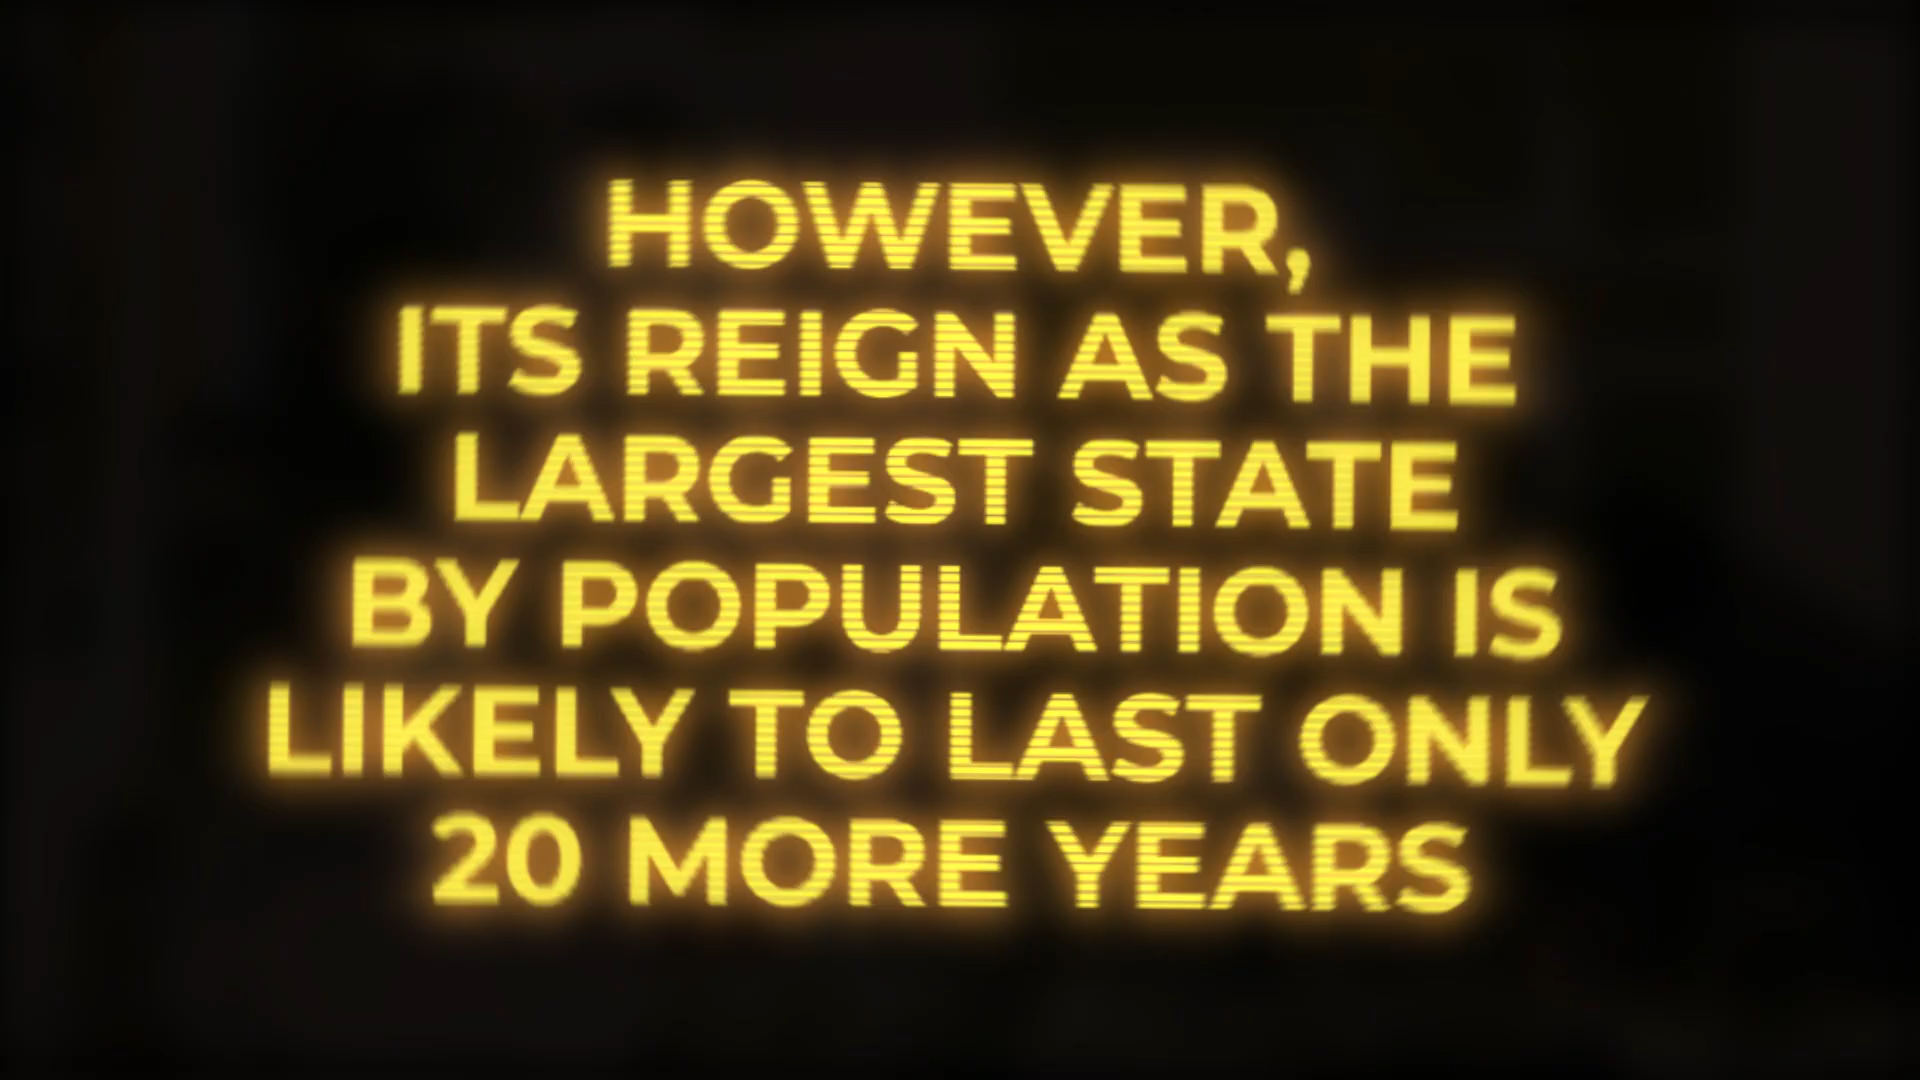 HOWEVER,
ITS REIGN AS THE
LARGEST STATE
BY POPULATION IS
LIKELY TO LAST ONLY
20 MORE YEARS